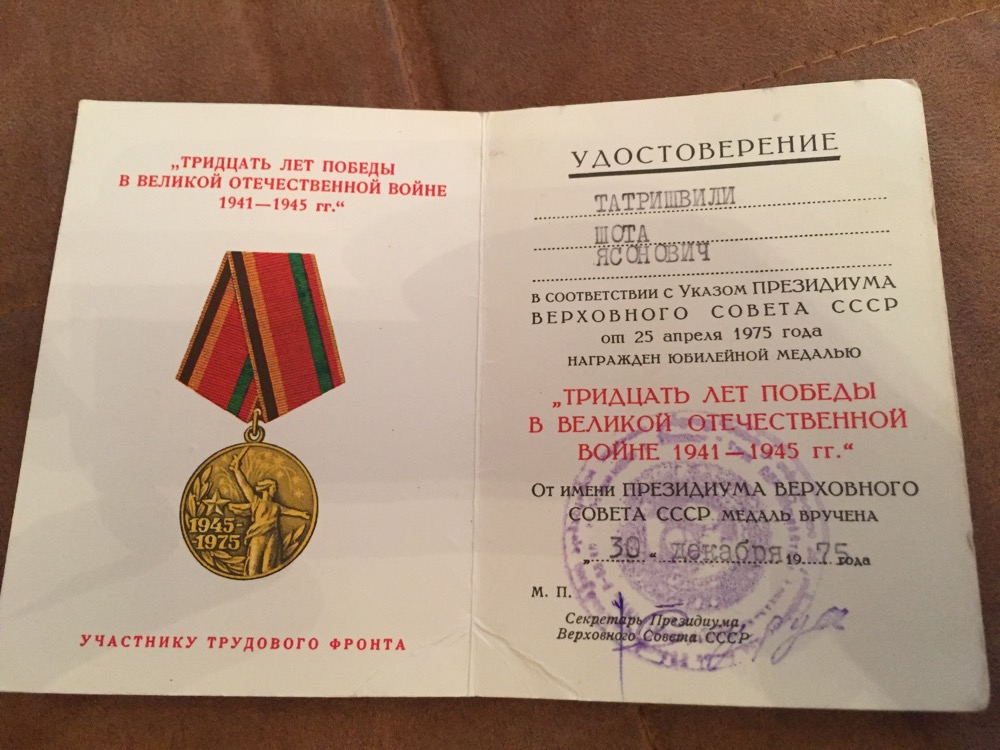 „ТРИДЦАТЬ ЛЕТ ПОБЕДЫ
В ВЕЛИКОЙ ОТЕЧЕСТВЕННОЙ ВОЙНЕ
1941—1945 гг.“
1945-
-1975
УЧАСТНИКУ ТРУДОВОГО ФРОНТА
УДОСТОВЕРЕНИЕ
ТАТРИШВИЛИ
ШОТА
ЯСОНОВИЧ
В СООТВЕТСТВИИ С УКАЗОМ ПРЕЗИДИУМА
ВЕРХОВНОГО СОВЕТА СССР
от 25 апреля 1975 года
НАГРАЖДЕН ЮБИЛЕЙНОЙ МЕДАЛЬЮ
„ТРИДЦАТЬ ЛЕТ ПОБЕДЫ
В ВЕЛИКОЙ ОТЕЧЕСТВЕННОЙ
ВОЙНЕ 1941—1945 гг.“
От имени ПРЕЗИДИУМА ВЕРХОВНОГО
СОВЕТА СССР МЕДАЛЬ ВРУЧЕНА
„30“ декабря 1975 года
М. П.
Секретарь Президиума
Верховного Совета СССР